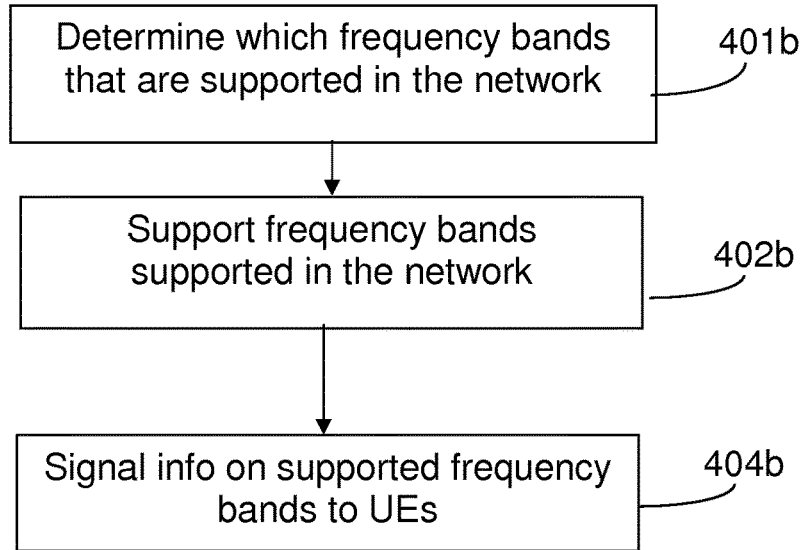 Determine which frequency bands
that are supported in the network
401b
Support frequency bands
supported in the network
402b
Signal info on supported frequency
bands to UEs
404b